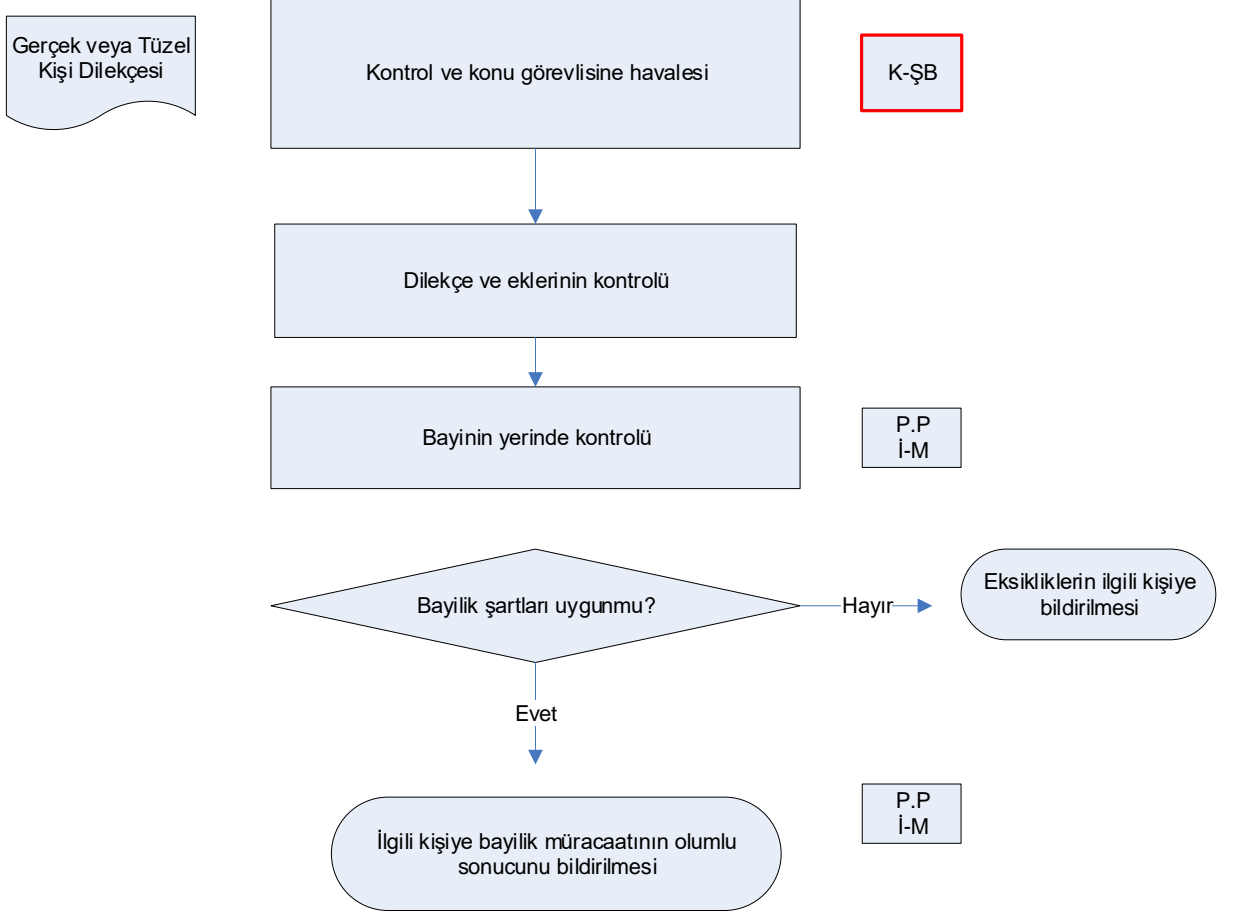 Gerçek veya Tüzel
Kişi Dilekçesi
Kontrol ve konu görevlisine havalesi
K-ŞB
Dilekçe ve eklerinin kontrolü
Bayinin yerinde kontrolü
P.P
İ-M
Bayilik şartları uygunmu?
Hayır
Eksikliklerin ilgili kişiye
bildirilmesi
Evet
İlgili kişiye bayilik müracaatının olumlu
sonucunu bildirilmesi
P.P
İ-M